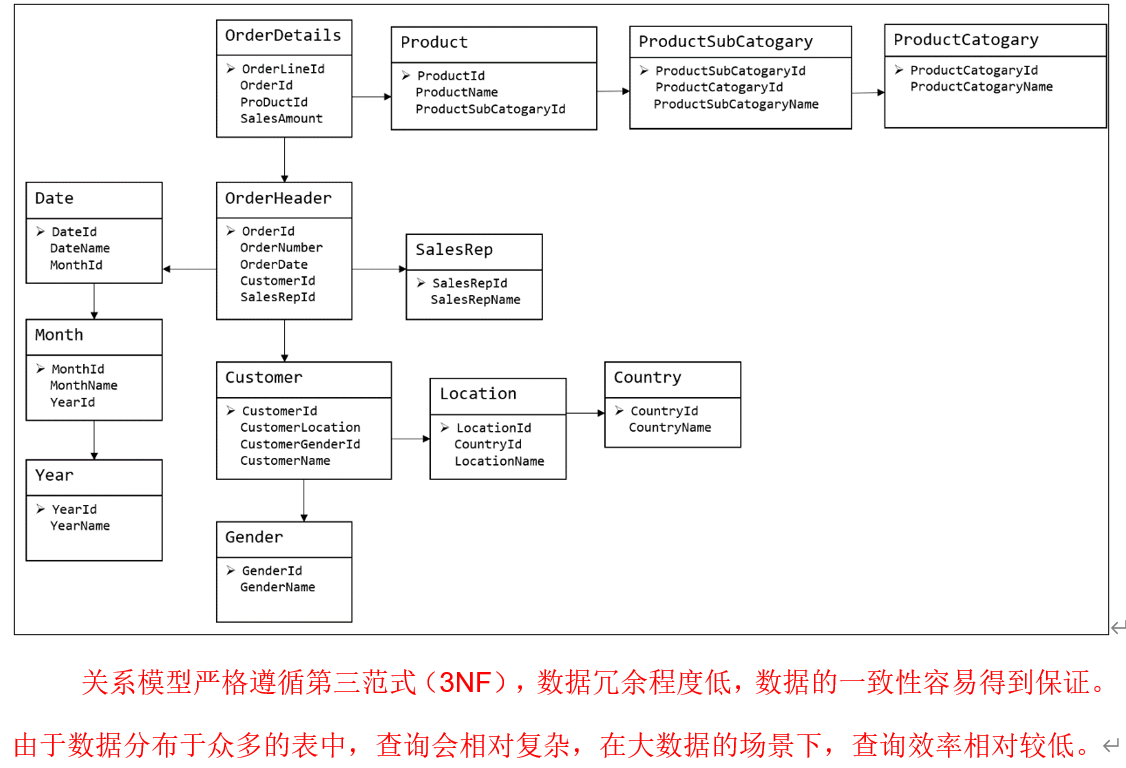 OrderDetails
OrderLineId
OrderId
ProDuctId
SalesAmount
Product
ProductId
ProductName
ProductSubCatogaryId
ProductSubCatogary
ProductSubCatogaryId
ProductCatogaryId
ProductSubCatogaryName
ProductCatogary
ProductCatogaryId
ProductCatogaryName
Date
DateId
DateName
MonthId
OrderHeader
OrderId
OrderNumber
OrderDate
CustomerId
SalesRepId
SalesRep
SalesRepId
SalesRepName
Month
MonthId
MonthName
YearId
Customer
CustomerId
CustomerLocation
CustomerGenderId
CustomerName
Location
LocationId
CountryId
LocationName
Country
CountryId
CountryName
Year
YearId
YearName
Gender
GenderId
GenderName
关系模型严格遵循第三范式（3NF），数据冗余程度低，数据的一致性容易得到保证。
由于数据分布于众多的表中，查询会相对复杂，在大数据的场景下，查询效率相对较低。